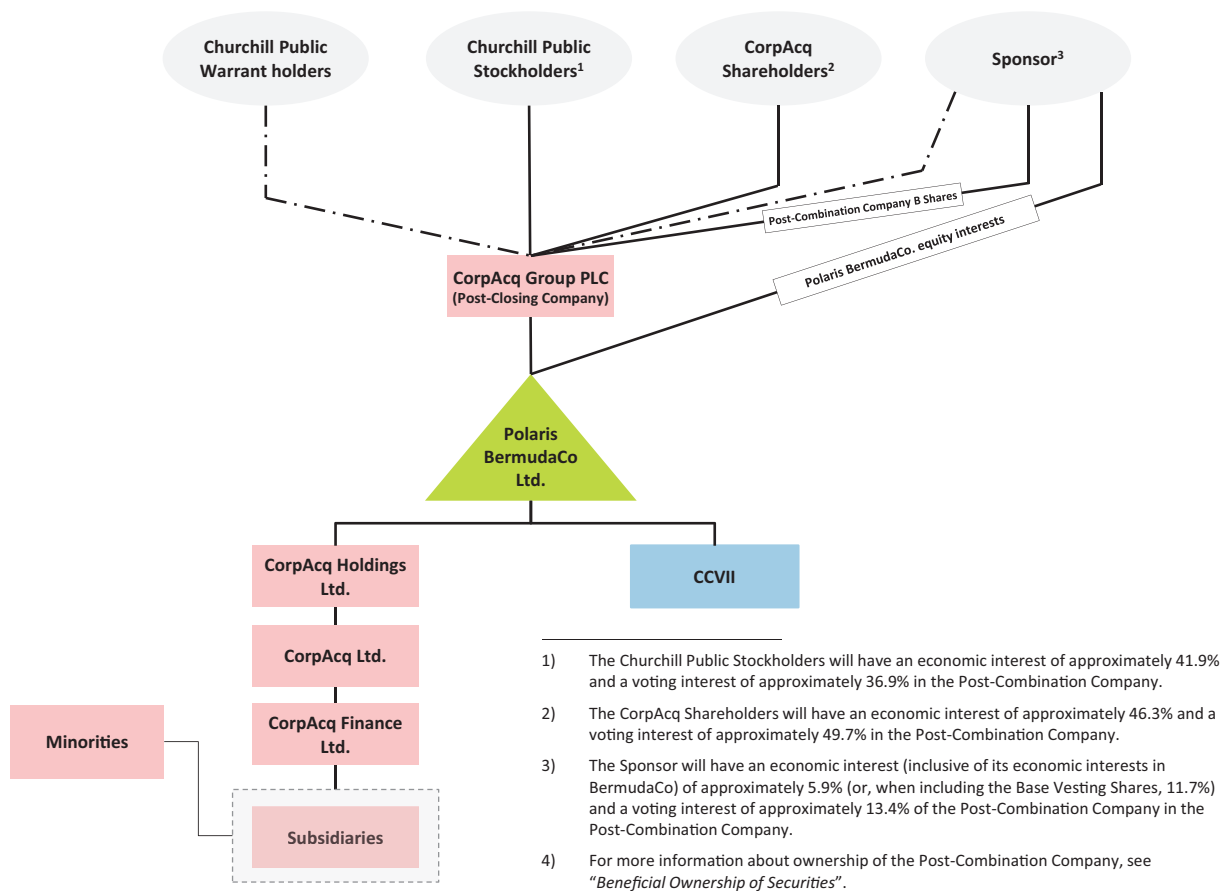 Churchill Public
Warrant holders
Churchill Public
Stockholders¹
CorpAcq
Shareholders²
Sponsor³
Post-Combination Company B Shares
Polaris BermudaCo. equity interests
CorpAcq Group PLC
(Post-Closing Company)
Polaris
BermudaCo
Ltd.
CorpAcq Holdings
Ltd.
CCVII
CorpAcq Ltd.
CorpAcq Finance
Ltd.
Minorities
Subsidiaries
1) The Churchill Public Stockholders will have an economic interest of approximately 41.9%
and a voting interest of approximately 36.9% in the Post-Combination Company.
2) The CorpAcq Shareholders will have an economic interest of approximately 46.3% and a
voting interest of approximately 49.7% in the Post-Combination Company.
3) The Sponsor will have an economic interest (inclusive of its economic interests in
BermudaCo) of approximately 5.9% (or, when including the Base Vesting Shares, 11.7%)
and a voting interest of approximately 13.4% of the Post-Combination Company in the
Post-Combination Company.
4) For more information about ownership of the Post-Combination Company, see
“Beneficial Ownership of Securities”.